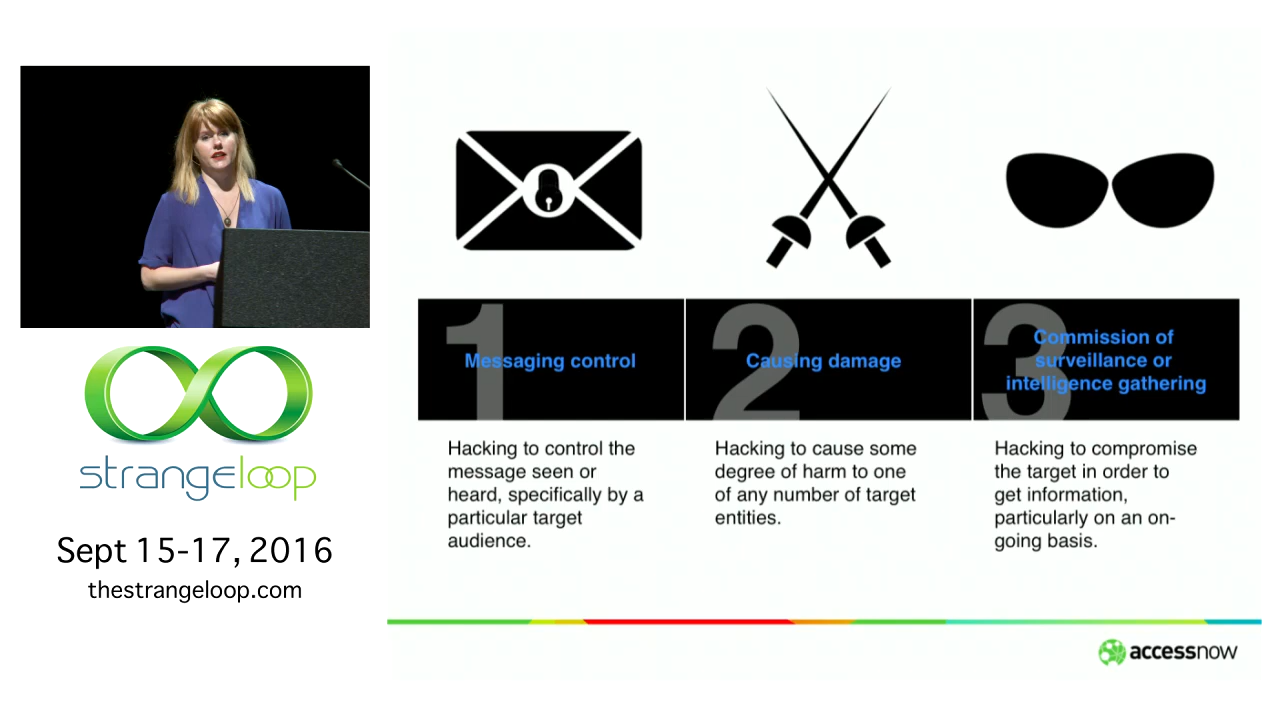 strangeloop
Sept 15-17, 2016
thestrangeloop.com
1
Messaging control
Hacking to control the
message seen or
heard, specifically by a
particular target
audience.
2
Causing damage
Hacking to cause some
degree of harm to one
of any number of target
entities.
3
Commission of
surveillance or
intelligence gathering
Hacking to compromise
the target in order to
get information,
particularly on an on-
going basis.
accessnow